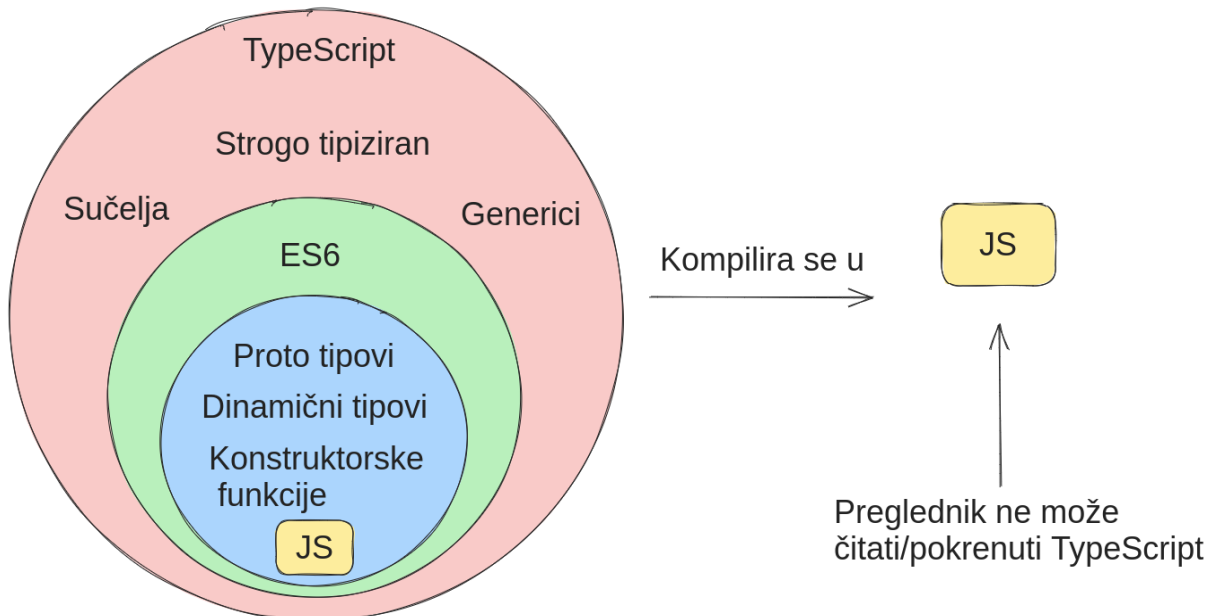 TypeScript
Strogo tipiziran
Sučelja
Generici
ES6
Proto tipovi
Dinamični tipovi
Konstruktorske
funkcije
JS
Kompilira se u
JS
Preglednik ne može
čitati/pokrenuti TypeScript